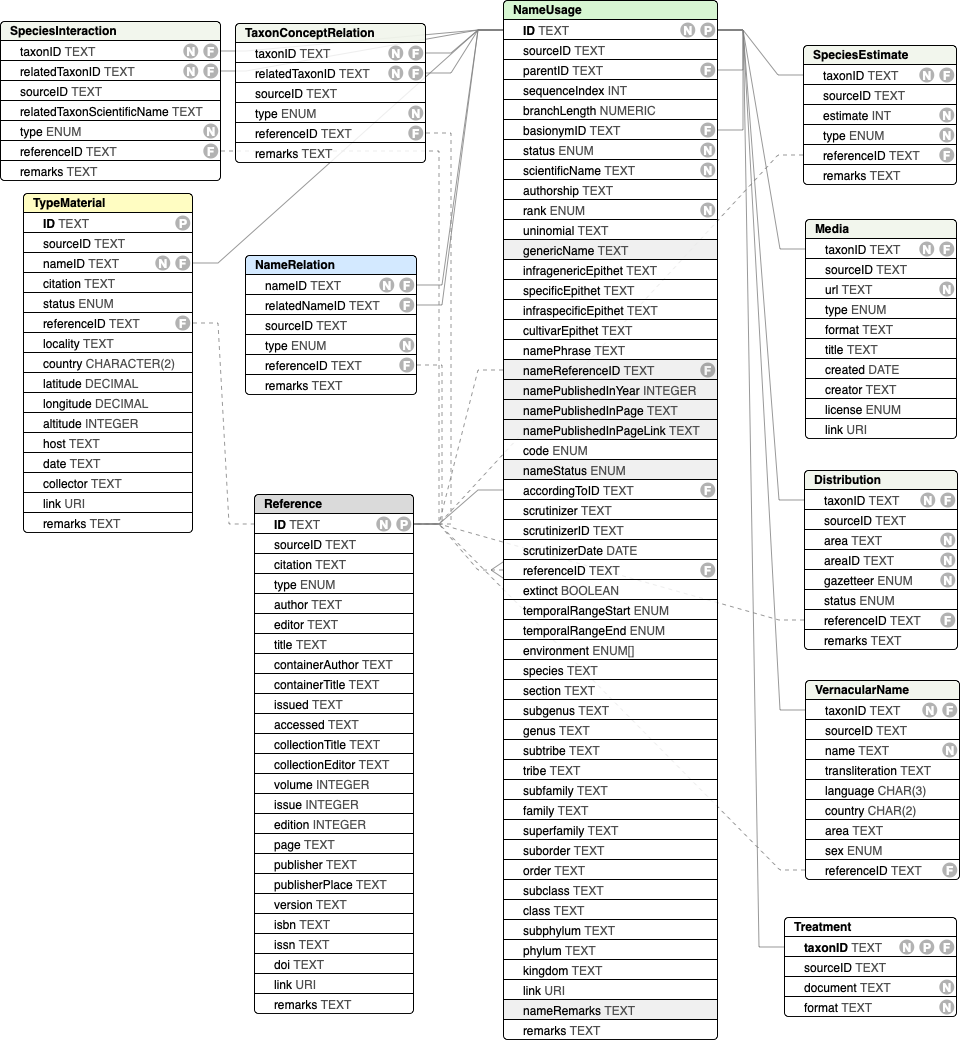 SpeciesInteraction
taxonID TEXT N F
relatedTaxonID TEXT N F
sourceID TEXT
relatedTaxonScientificName TEXT
type ENUM N
referenceID TEXT F
remarks TEXT
TaxonConceptRelation
taxonID TEXT N F
relatedTaxonID TEXT N F
sourceID TEXT
type ENUM N
referenceID TEXT F
remarks TEXT
TypeMaterial
ID TEXT P
sourceID TEXT
nameID TEXT N F
citation TEXT
status ENUM
referenceID TEXT F
locality TEXT
country CHARACTER(2)
latitude DECIMAL
longitude DECIMAL
altitude INTEGER
host TEXT
date TEXT
collector TEXT
link URI
remarks TEXT
NameRelation
nameID TEXT N F
relatedNameID TEXT F
sourceID TEXT
type ENUM N
referenceID TEXT F
remarks TEXT
Reference
ID TEXT N P
sourceID TEXT
citation TEXT
type ENUM
author TEXT
editor TEXT
title TEXT
containerAuthor TEXT
containerTitle TEXT
issued TEXT
accessed TEXT
collectionTitle TEXT
collectionEditor TEXT
volume INTEGER
issue INTEGER
edition INTEGER
page TEXT
publisher TEXT
publisherPlace TEXT
version TEXT
isbn TEXT
issn TEXT
doi TEXT
link URI
remarks TEXT
NameUsage
ID TEXT N P
sourceID TEXT
parentID TEXT F
sequenceIndex INT
branchLength NUMERIC
basionymID TEXT F
status ENUM N
scientificName TEXT N
authorship TEXT
rank ENUM N
uninomial TEXT
genericName TEXT
infragenericEpithet TEXT
specificEpithet TEXT
infraspecificEpithet TEXT
cultivarEpithet TEXT
namePhrase TEXT
nameReferenceID TEXT F
namePublishedInYear INTEGER
namePublishedInPage TEXT
namePublishedInPageLink TEXT
code ENUM
nameStatus ENUM
accordingToID TEXT F
scrutinizer TEXT
scrutinizerID TEXT
scrutinizerDate DATE
referenceID TEXT F
extinct BOOLEAN
temporalRangeStart ENUM
temporalRangeEnd ENUM
environment ENUM[]
species TEXT
section TEXT
subgenus TEXT
genus TEXT
subtribe TEXT
tribe TEXT
subfamily TEXT
family TEXT
superfamily TEXT
suborder TEXT
order TEXT
subclass TEXT
class TEXT
subphylum TEXT
phylum TEXT
kingdom TEXT
link URI
nameRemarks TEXT
remarks TEXT
SpeciesEstimate
taxonID TEXT N F
sourceID TEXT
estimate INT N
type ENUM N
referenceID TEXT F
remarks TEXT
Media
taxonID TEXT N F
sourceID TEXT
url TEXT N
type ENUM
format TEXT
title TEXT
created DATE
creator TEXT
license ENUM
link URI
Distribution
taxonID TEXT N F
sourceID TEXT
area TEXT N
areaID TEXT N
gazetteer ENUM N
status ENUM
referenceID TEXT F
remarks TEXT
VernacularName
taxonID TEXT N F
sourceID TEXT
name TEXT N
transliteration TEXT
language CHAR(3)
country CHAR(2)
area TEXT
sex ENUM
referenceID TEXT F
Treatment
taxonID TEXT N P F
sourceID TEXT
document TEXT N
format TEXT N